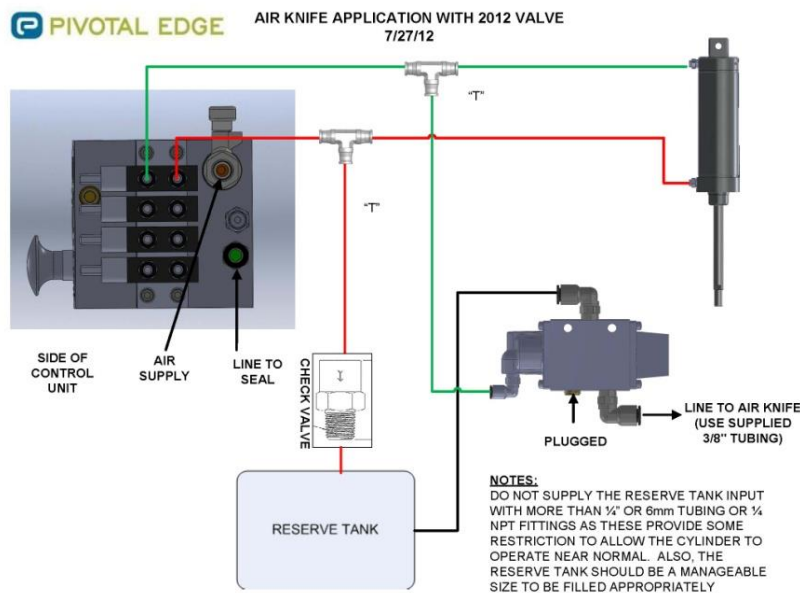 PIVOTAL EDGE
AIR KNIFE APPLICATION WITH 2012 VALVE
7/27/12
"T"
"T"
SIDE OF
CONTROL
UNIT
AIR
SUPPLY
LINE TO
SEAL
CHECK VALVE
PLUGGED
LINE TO AIR KNIFE
(USE SUPPLIED
3/8" TUBING)
RESERVE TANK
NOTES:
DO NOT SUPPLY THE RESERVE TANK INPUT
WITH MORE THAN ¼" OR 6mm TUBING OR ¼
NPT FITTINGS AS THESE PROVIDE SOME
RESTRICTION TO ALLOW THE CYLINDER TO
OPERATE NEAR NORMAL.  ALSO, THE
RESERVE TANK SHOULD BE A MANAGEABLE
SIZE TO BE FILLED APPROPRIATELY